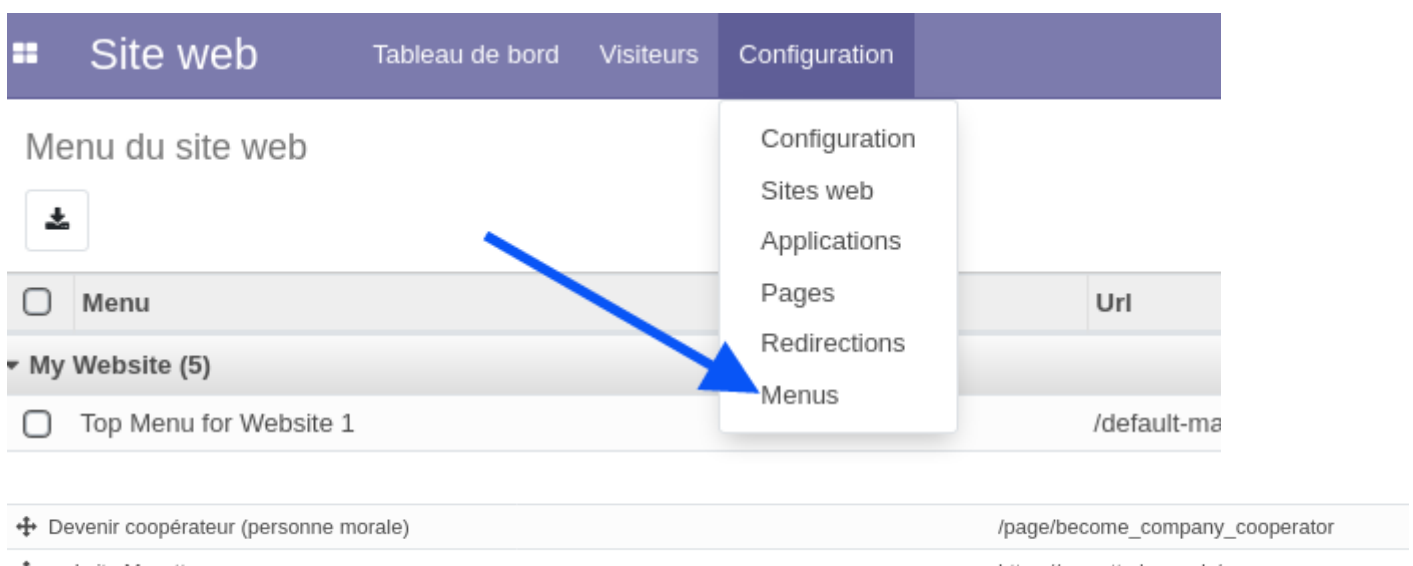 Site web Tableau de bord Visiteurs Configuration
Menu du site web
Configuration
Sites web
Applications
Pages
Redirections
Menus
Menu Url
My Website (5)
Top Menu for Website 1 /default-ma
Devenir coopérateur (personne morale) /page/become_company_cooperator